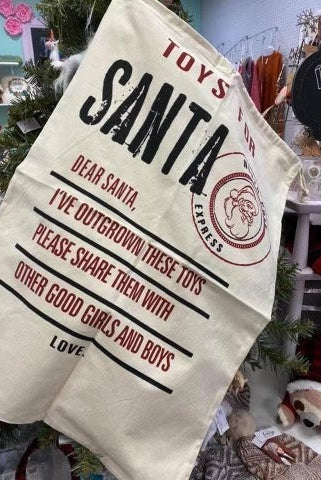 TOYS FOR
SANTA
DEAR SANTA,
I'VE OUTGROWN THESE TOYS
PLEASE SHARE THEM WITH
OTHER GOOD GIRLS AND BOYS
LOVE,
EXPRESS